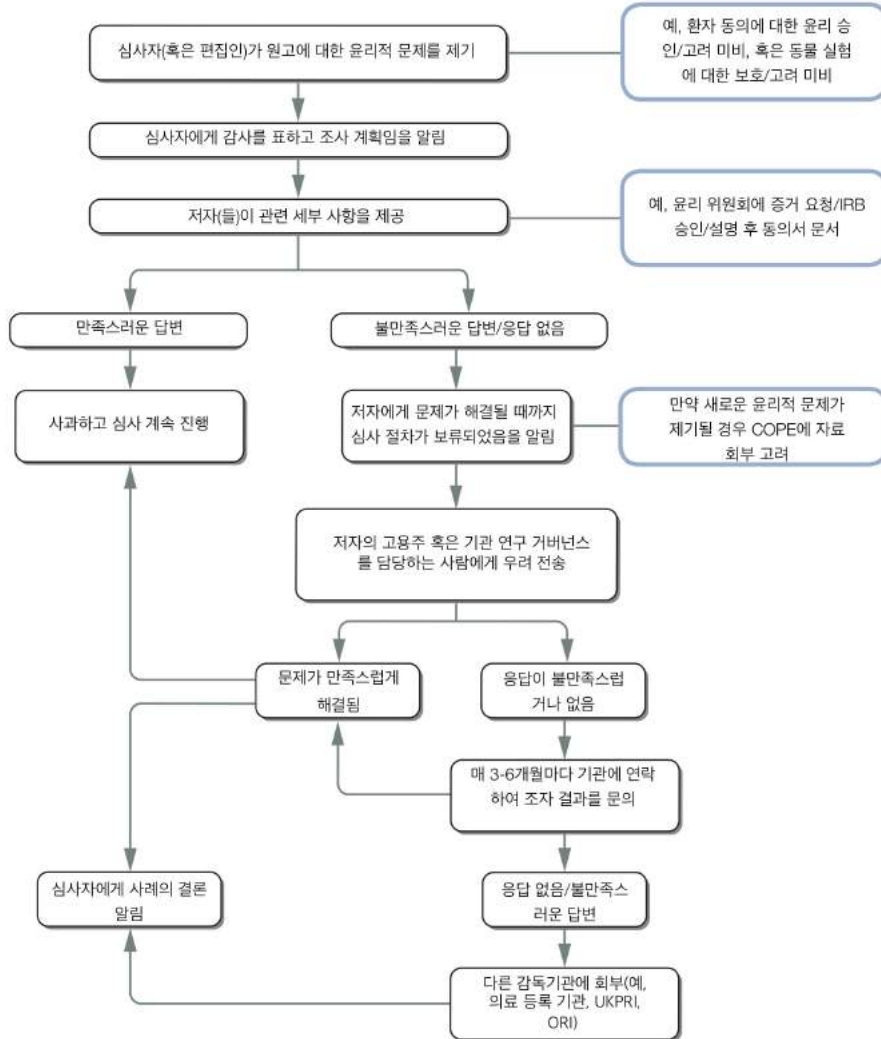 심사자(혹은 편집인)가 원고에 대한 윤리적 문제를 제기
예, 환자 동의에 대한 윤리 승
인/고려 미비, 혹은 동물 실험
에 대한 보호/고려 미비
심사자에게 감사를 표하고 조사 계획임을 알림
저자(들)이 관련 세부 사항을 제공
예, 윤리 위원회에 증거 요청/IRB
승인/설명 후 동의서 문서
만족스러운 답변
불만족스러운 답변/응답 없음
사과하고 심사 계속 진행
저자에게 문제가 해결될 때까지
심사 절차가 보류되었음을 알림
만약 새로운 윤리적 문제가
제기될 경우 COPE에 자료
회부 고려
저자의 고용주 혹은 기관 연구 거버넌스
를 담당하는 사람에게 우려 전송
문제가 만족스럽게
해결됨
응답이 불만족스럽
거나 없음
매 3-6개월마다 기관에 연락
하여 조자 결과를 문의
심사자에게 사례의 결론
알림
응답 없음/불만족스
러운 답변
다른 감독기관에 회부(예,
의료 등록 기관, UKPRI,
ORI)